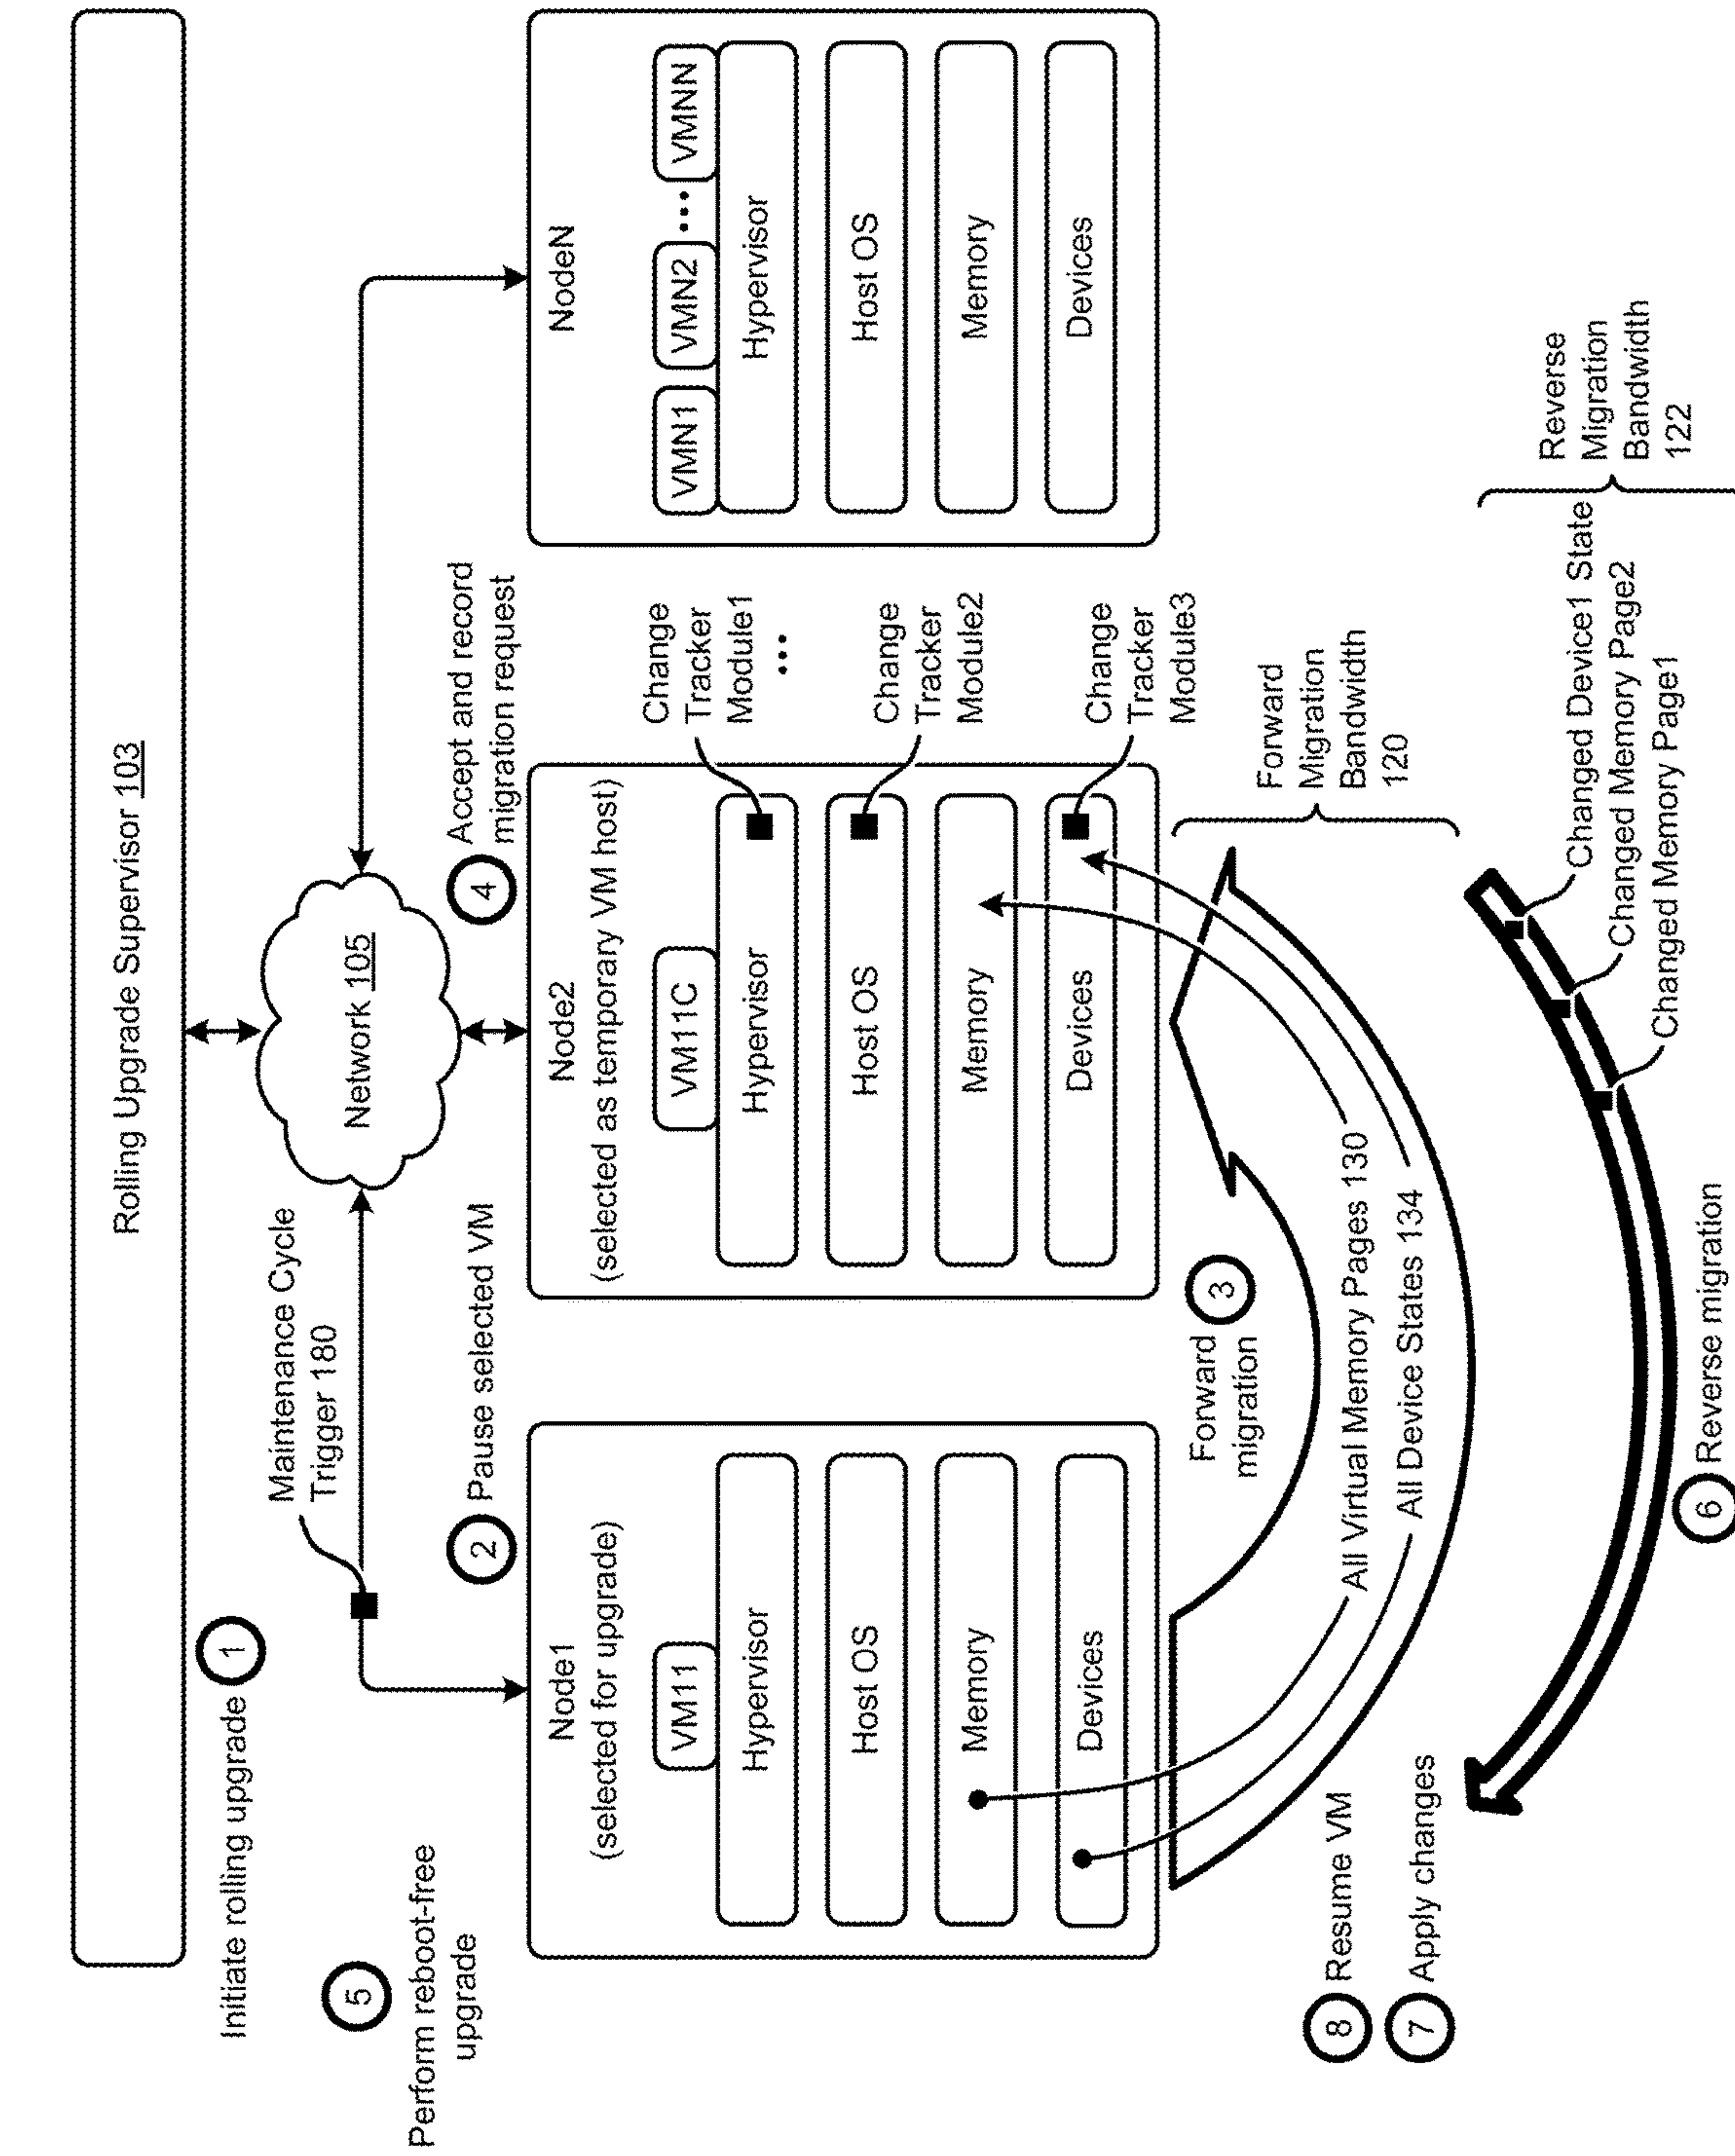 Rolling Upgrade Supervisor 103
Initiate rolling upgrade 1
Maintenance Cycle
Trigger 180
Network 105
5
Perform reboot-free
upgrade
2 Pause selected VM
4 Accept and record
migration request
Node1
(selected for upgrade)
VM11
Hypervisor
Host OS
Memory
Devices
Node2
(selected as temporary VM host)
VM11C
Hypervisor
Host OS
Memory
Devices
Change
Tracker
Module1
...
Change
Tracker
Module2
Change
Tracker
Module3
NodeN
VMN1
VMN2
...
VMNN
Hypervisor
Host OS
Memory
Devices
Forward 3
migration
All Virtual Memory Pages 130
All Device States 134
Forward
Migration
Bandwidth
120
8 Resume VM
7 Apply changes
6 Reverse migration
Changed Device1 State
Changed Memory Page2
Changed Memory Page1
Reverse
Migration
Bandwidth
122